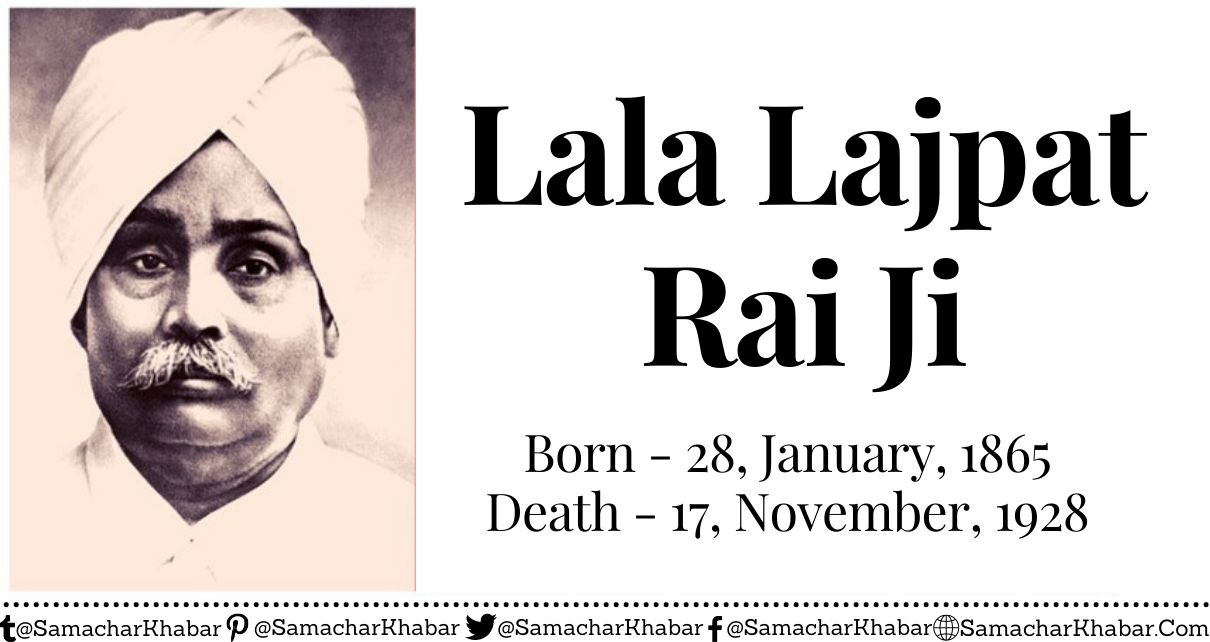 Lala Lajpat
Rai Ji
Born - 28, January, 1865
Death - 17, November, 1928
t@SamacharKhabar @SamacharKhabar @SamacharKhabar f @SamacharKhabar SamacharKhabar.Com